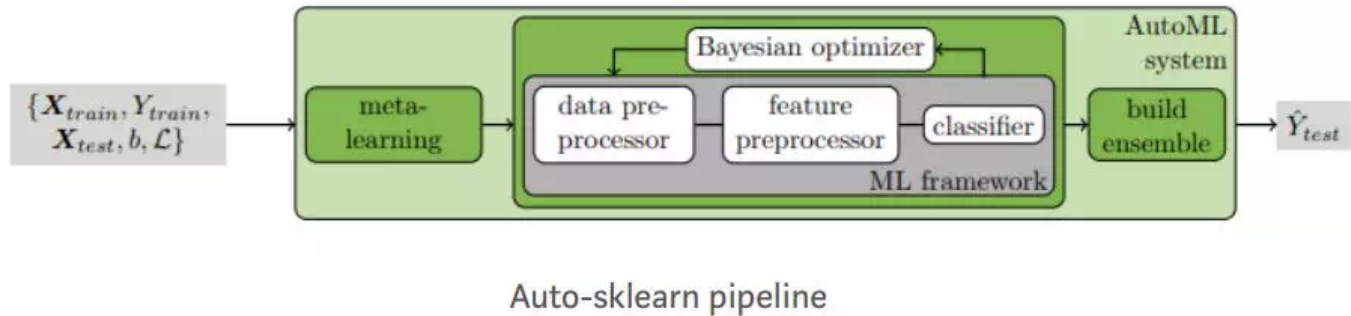 {X_train, Y_train,
X_test, b, L}
meta-
learning
Bayesian optimizer
data pre-
processor
feature
preprocessor
classifier
ML framework
AutoML
system
build
ensemble
Ŷ_test
Auto-sklearn pipeline